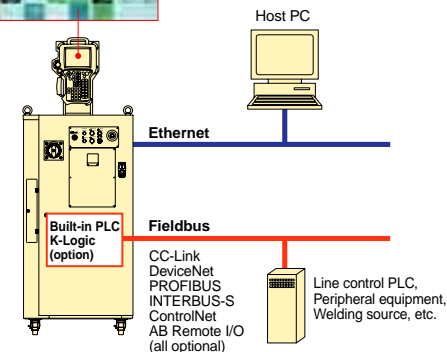 Host PC
Ethernet
Built-in PLC
K-Logic
(option)
Fieldbus
CC-Link
DeviceNet
PROFIBUS
INTERBUS-S
ControlNet
AB Remote I/O
(all optional)
Line control PLC,
Peripheral equipment,
Welding source, etc.